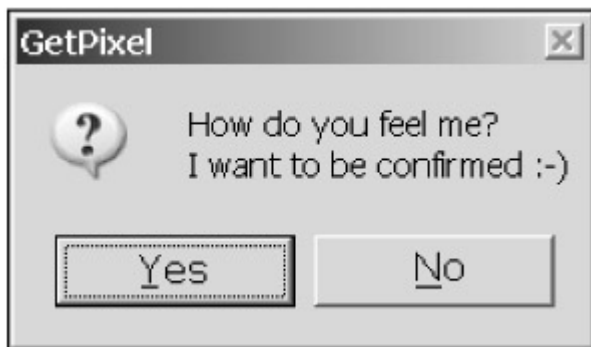 GetPixel
How do you feel me?
I want to be confirmed :-)
Yes No